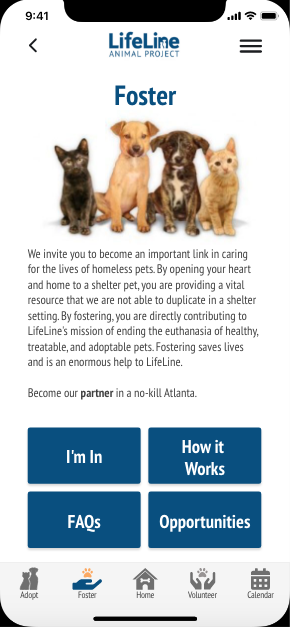 9:41
LifeLine
ANIMAL PROJECT
Foster
We invite you to become an important link in caring
for the lives of homeless pets. By opening your heart
and home to a shelter pet, you are providing a vital
resource that we are not able to duplicate in a shelter
setting. By fostering, you are directly contributing to
LifeLine's mission of ending the euthanasia of healthy,
treatable, and adoptable pets. Fostering saves lives
and is an enormous help to LifeLine.
Become our partner in a no-kill Atlanta.
I'm In
How it
Works
FAQs
Opportunities
Adopt
Foster
Home
Volunteer
Calendar